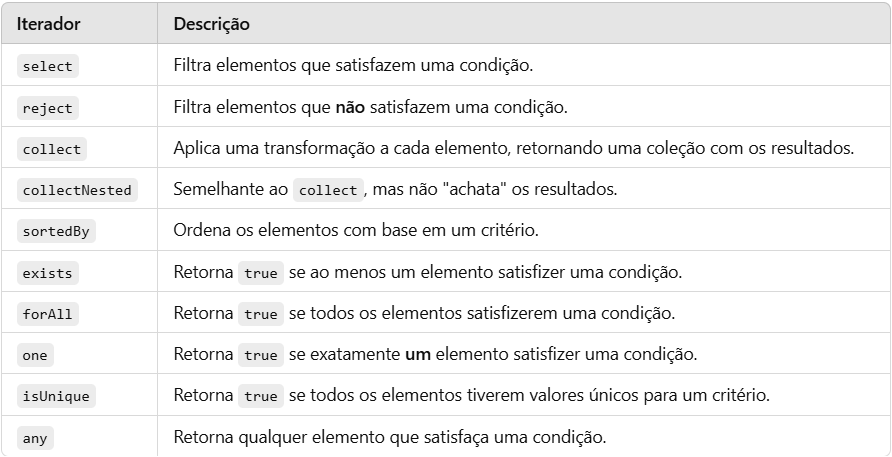 Iterador Descrição
select Filtra elementos que satisfazem uma condição.
reject Filtra elementos que não satisfazem uma condição.
collect Aplica uma transformação a cada elemento, retornando uma coleção com os resultados.
collectNested Semelhante ao collect, mas não "achata" os resultados.
sortedBy Ordena os elementos com base em um critério.
exists Retorna true se ao menos um elemento satisfizer uma condição.
forAll Retorna true se todos os elementos satisfizerem uma condição.
one Retorna true se exatamente um elemento satisfizer uma condição.
isUnique Retorna true se todos os elementos tiverem valores únicos para um critério.
any Retorna qualquer elemento que satisfaça uma condição.